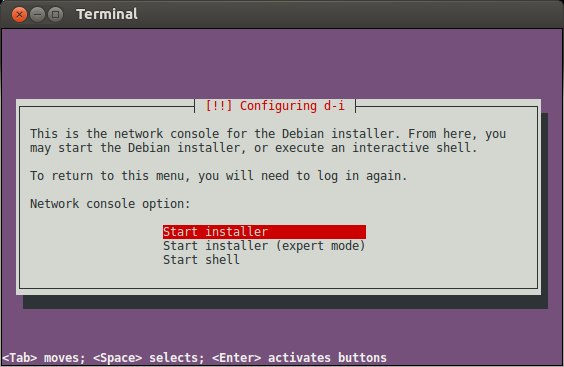 Terminal
[!!] Configuring d-i
This is the network console for the Debian installer. From here, you
may start the Debian installer, or execute an interactive shell.
To return to this menu, you will need to log in again.
Network console option:
Start installer
Start installer (expert mode)
Start shell
<Tab> moves; <Space> selects; <Enter> activates buttons